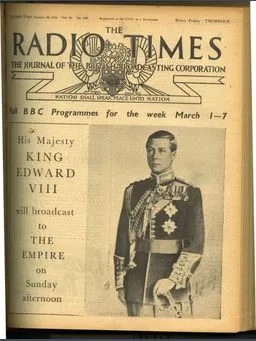 Every Friday TWOPENCE
THE
RADIO TIMES
THE JOURNAL OF THE BRITISH BROADCASTING CORPORATION
NATION SHALL SPEAK PEACE UNTO NATION
Full BBC Programmes for the week March 1—7
His Majesty
KING
EDWARD
VIII
will broadcast
to
THE
EMPIRE
on
Sunday
afternoon